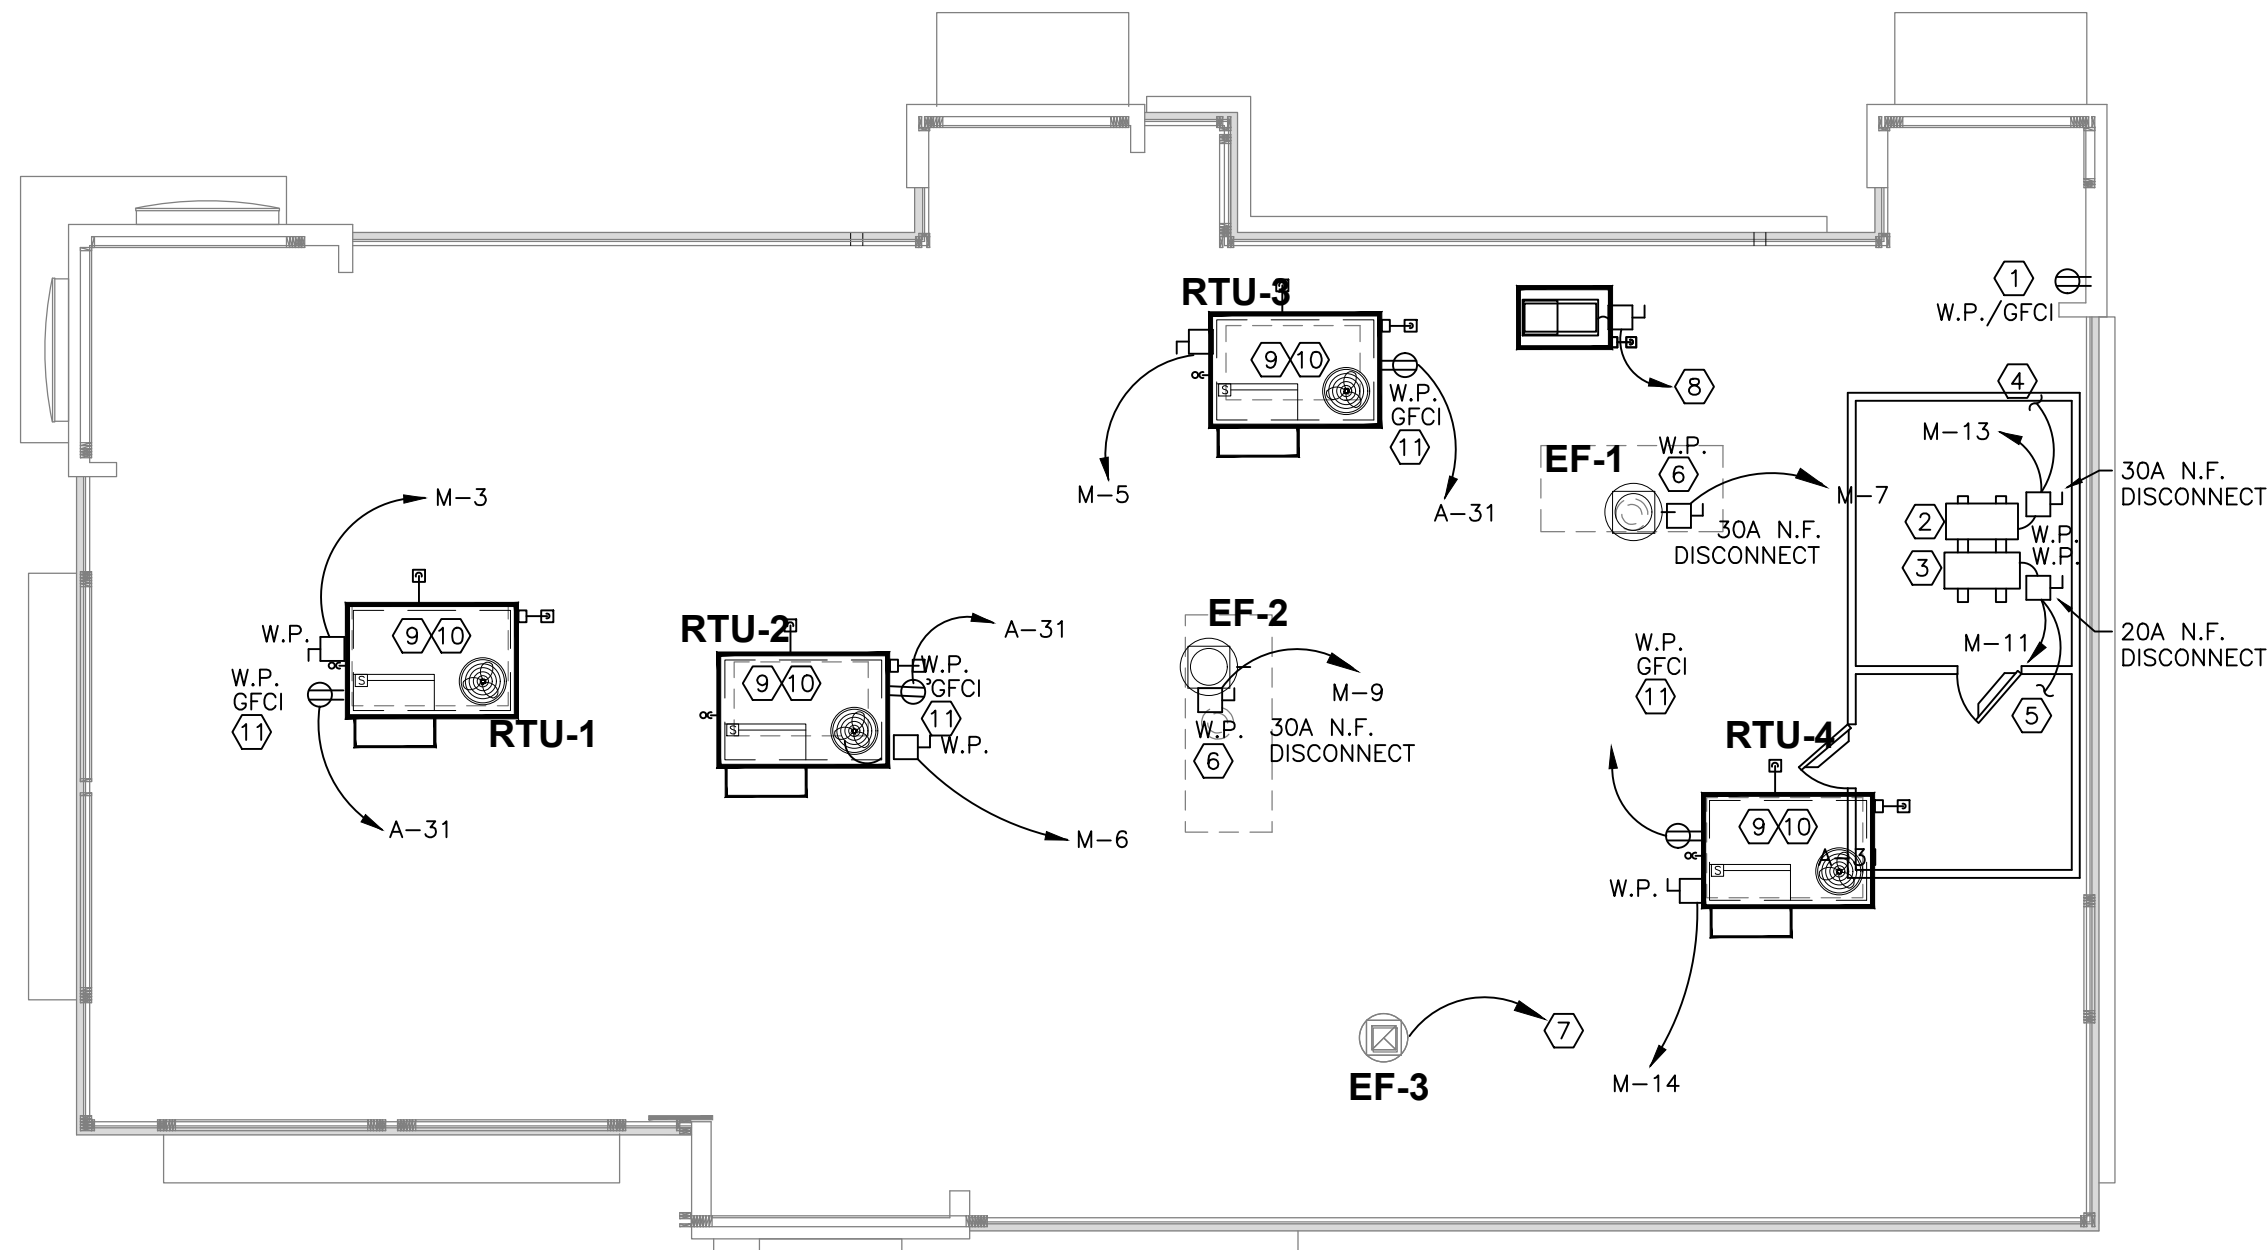 1
W.P./GFCI
RTU-3
9
10
W.P.
GFCI
11
M-5
A-31
8
4
M-13
30A N.F.
DISCONNECT
EF-1
W.P.
6
M-7
30A N.F.
DISCONNECT
2
W.P.
W.P.
3
20A N.F.
DISCONNECT
M-11
5
M-3
W.P.
9
10
S
W.P.
GFCI
11
RTU-1
A-31
RTU-2
A-31
9
10
W.P.
GFCI
11
S
W.P.
M-6
EF-2
M-9
W.P.
6
30A N.F.
DISCONNECT
W.P.
GFCI
11
RTU-4
9
10
A-31
S
W.P.
M-14
7
EF-3
S